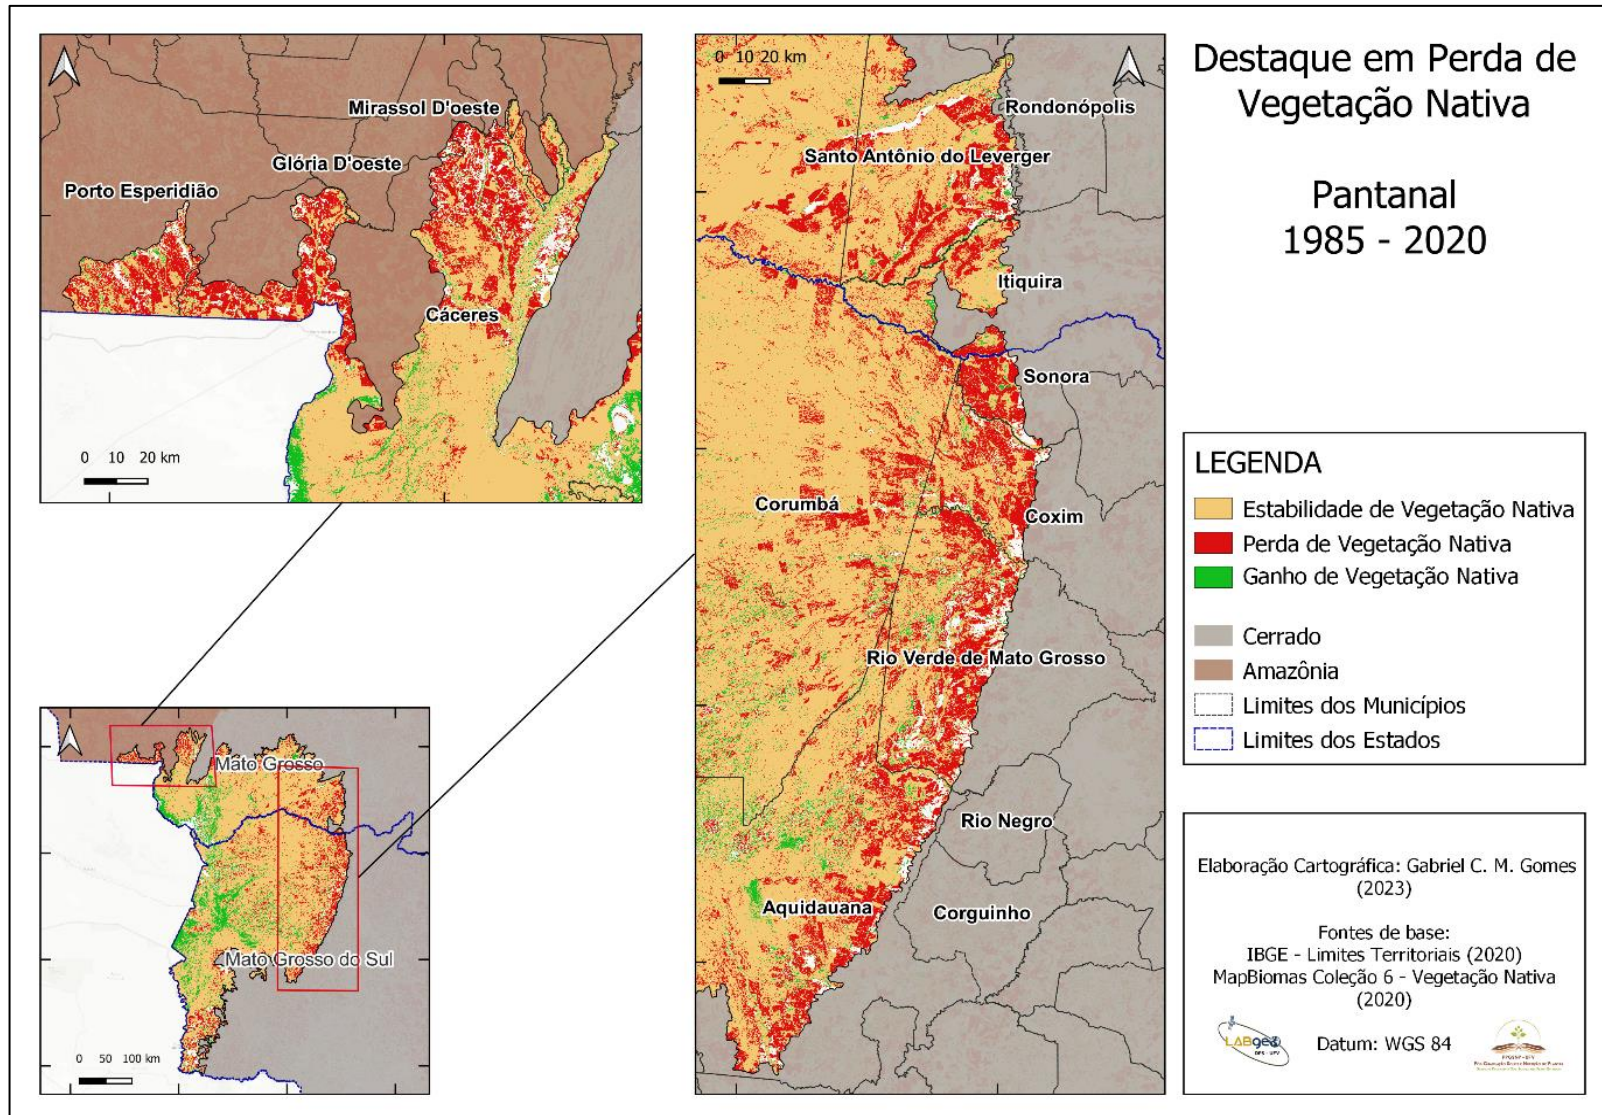 Destaque em Perda de
Vegetação Nativa
Pantanal
1985 - 2020
Mirassol D'oeste
Glória D'oeste
Porto Esperidião
Cáceres
0 10 20 km
0 10 20 km
Rondonópolis
Santo Antônio do Leverger
Itiquira
Sonora
Corumbá
Coxim
Rio Verde de Mato Grosso
Rio Negro
Aquidauana
Corguinho
Mato Grosso
Mato Grosso do Sul
0 50 100 km
LEGENDA
Estabilidade de Vegetação Nativa
Perda de Vegetação Nativa
Ganho de Vegetação Nativa
Cerrado
Amazônia
Limites dos Municípios
Limites dos Estados
Elaboração Cartográfica: Gabriel C. M. Gomes
(2023)
Fontes de base:
IBGE - Limites Territoriais (2020)
MapBiomas Coleção 6 - Vegetação Nativa
(2020)
LABgeo
DPS - UFV
Datum: WGS 84